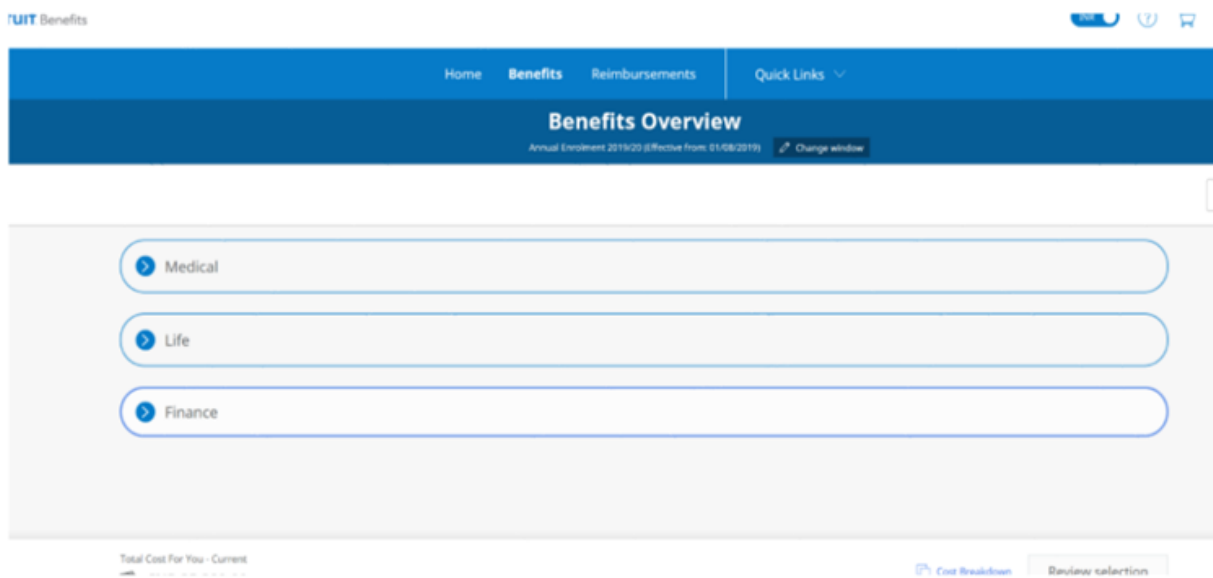 TUIT Benefits
Home Benefits Reimbursements Quick Links
Benefits Overview
Annual Enrolment 2019/20 (Effective from: 01/08/2019) Change window
Medical
Life
Finance
Total Cost For You - Current
Cost Breakdown Review selection